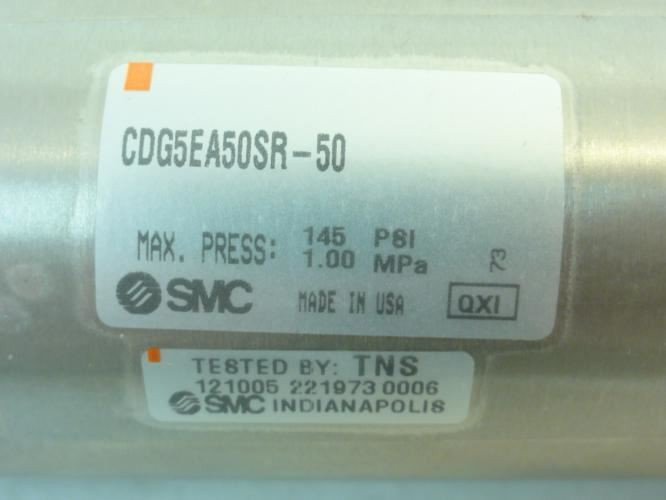 CDG5EA50SR-50
MAX. PRESS: 145 PSI
1.00 MPa
73
SMC MADE IN USA QXI
TESTED BY: TNS
121005 221973 0006
SMC INDIANAPOLIS